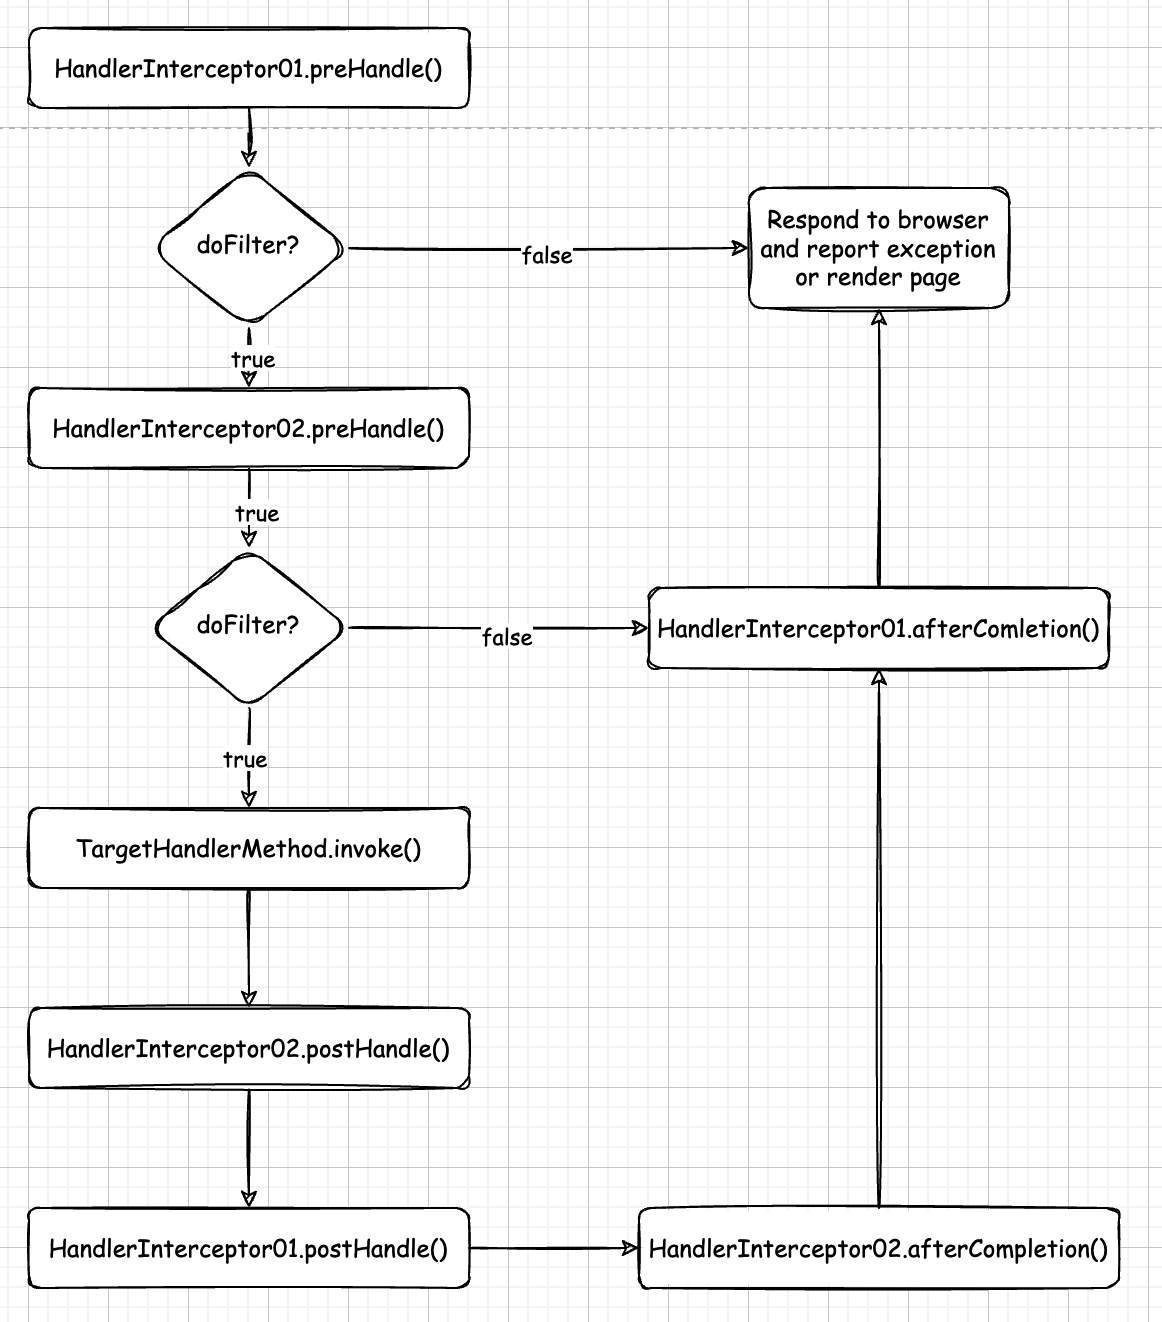 HandlerInterceptor01.preHandle()
doFilter?
false
Respond to browser
and report exception
or render page
true
HandlerInterceptor02.preHandle()
true
doFilter?
false
HandlerInterceptor01.afterComletion()
true
TargetHandlerMethod.invoke()
HandlerInterceptor02.postHandle()
HandlerInterceptor01.postHandle()
HandlerInterceptor02.afterCompletion()